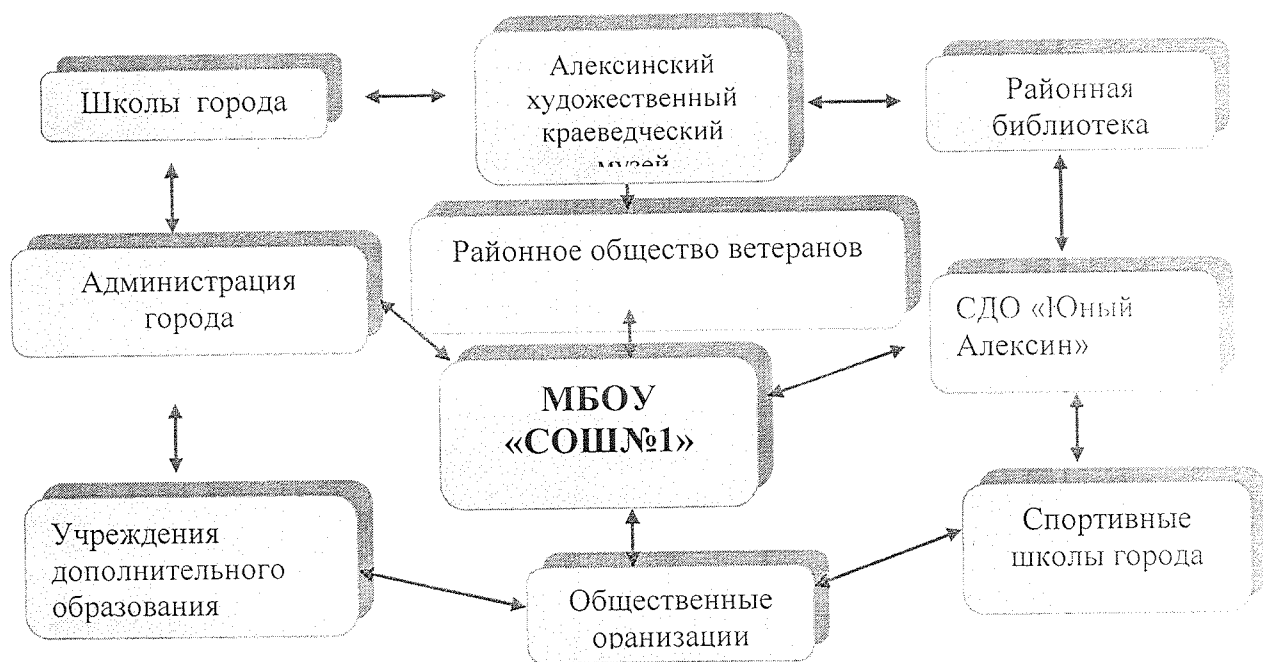 Школы города
Алексинский
художественный
краеведческий
музей
Районная
библиотека
Районное общество ветеранов
Администрация
города
СДО «Юный
Алексин»
МБОУ
«СОШ№1»
Учреждения
дополнительного
образования
Общественные
оранизации
Спортивные
школы города